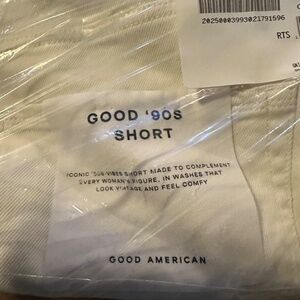 20250003993021791596
RTS
GOOD '90S
SHORT
ICONIC '90S-VIBES SHORT MADE TO COMPLEMENT
EVERY WOMAN'S FIGURE, IN WASHES THAT
LOOK VINTAGE AND FEEL COMFY
GOOD AMERICAN